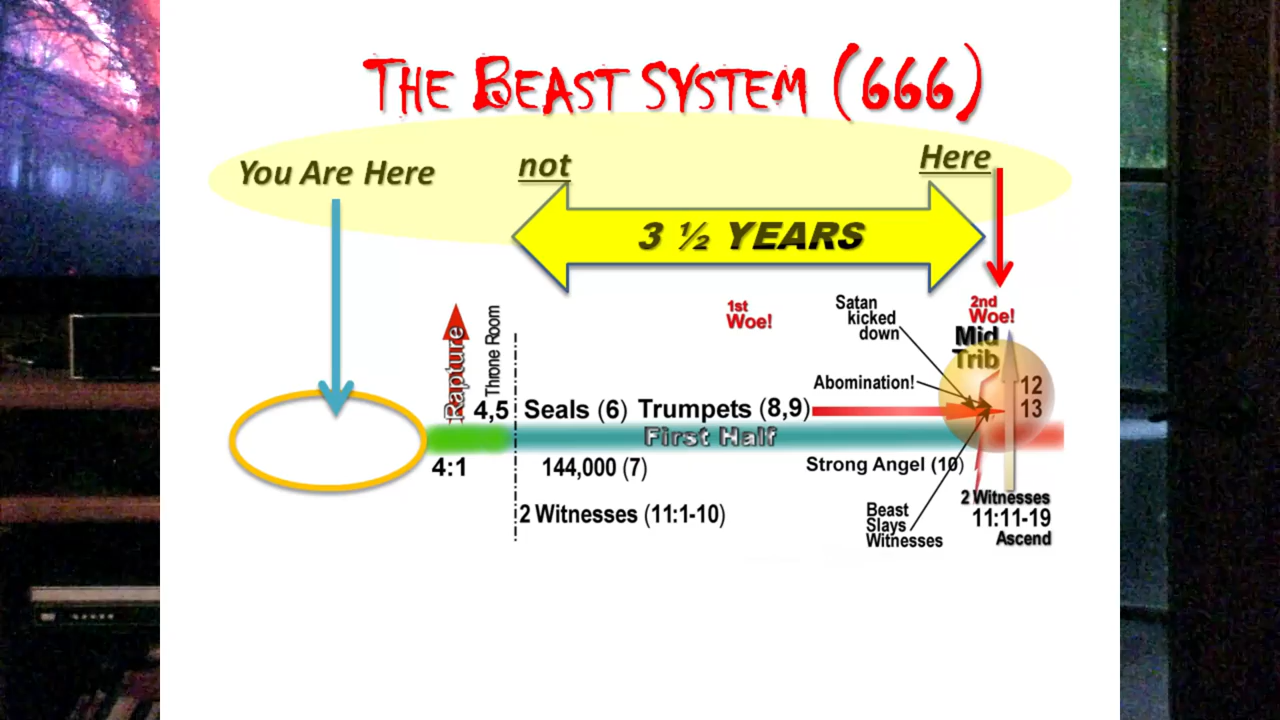 THE BEAST SYSTEM (666)
You Are Here
not
Here
3 ½ YEARS
Rapture
Throne Room
1st
Woe!
Satan
kicked
down
2nd
Woe!
Mid
Trib
Abomination!
12
13
4,5
Seals (6)
Trumpets (8,9)
First Half
4:1
144,000 (7)
Strong Angel (10)
2 Witnesses (11:1-10)
Beast
Slays
Witnesses
2 Witnesses
11:11-19
Ascend